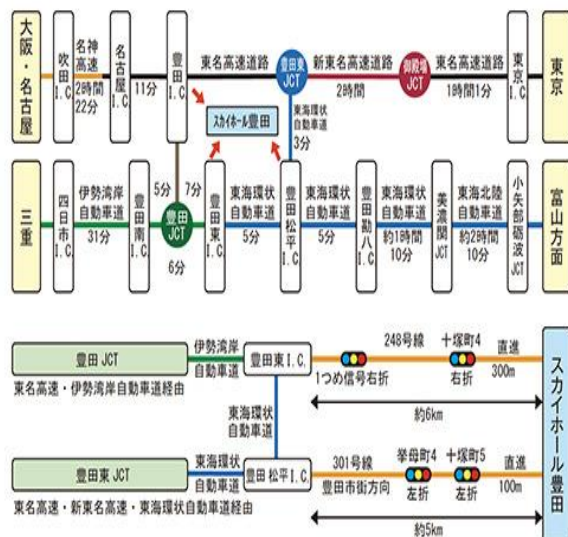 大阪・名古屋
吹田I.C.
名神高速
2時間22分
名古屋I.C.
11分
豊田I.C.
東名高速道路
豊田東JCT
新東名高速道路
2時間
御殿場JCT
東名高速道路
1時間1分
東京I.C.
東京
スカイホール豊田
東海環状自動車道
3分
5分
7分
三重
四日市I.C.
伊勢湾岸自動車道
31分
豊田南I.C.
豊田JCT
6分
豊田東I.C.
東海環状自動車道
5分
豊田松平I.C.
東海環状自動車道
5分
豊田勘八I.C.
東海環状自動車道
約1時間10分
美濃関JCT
東海北陸自動車道
約2時間10分
小矢部砺波JCT
富山方面
豊田 JCT
伊勢湾岸自動車道
豊田東I.C.
248号線
十塚町4
直進
1つめ信号右折
右折
300m
東名高速・伊勢湾岸自動車道経由
約6km
東海環状自動車道
スカイホール豊田
豊田東 JCT
東海環状自動車道
豊田 松平I.C.
301号線
豊田市街方向
挙母町4
左折
十塚町5
左折
直進
100m
東名高速・新東名高速・東海環状自動車道経由
約5km